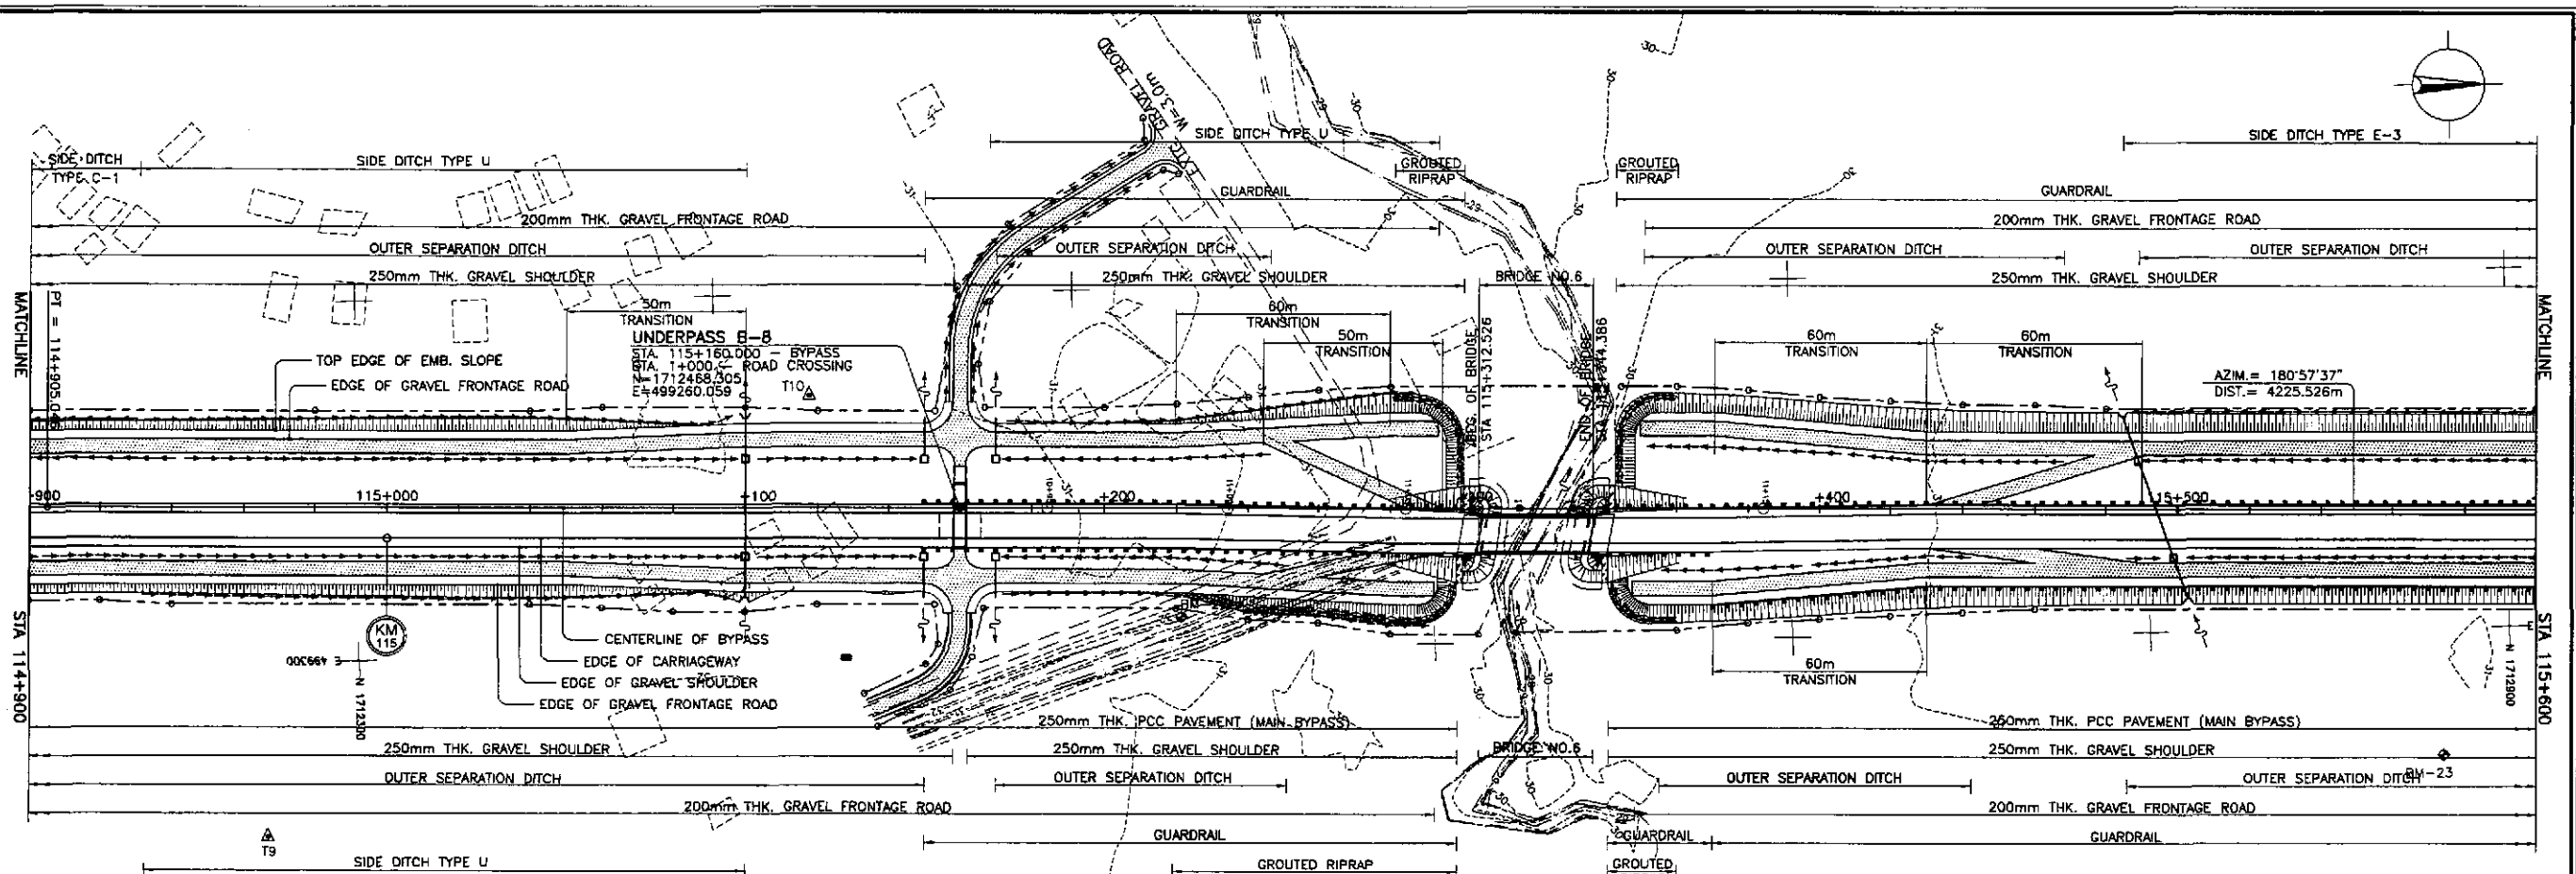 EXIT'G GRAVEL ROAD
W=3.0m
SIDE DITCH TYPE U
SIDE DITCH TYPE E-3
SIDE DITCH
TYPE C-1
SIDE DITCH TYPE U
GROUTED
RIPRAP
GROUTED
RIPRAP
GUARDRAIL
GUARDRAIL
200mm THK. GRAVEL FRONTAGE ROAD
200mm THK. GRAVEL FRONTAGE ROAD
OUTER SEPARATION DITCH
OUTER SEPARATION DITCH
OUTER SEPARATION DITCH
OUTER SEPARATION DITCH
250mm THK. GRAVEL SHOULDER
250mm THK. GRAVEL SHOULDER
BRIDGE NO.6
250mm THK. GRAVEL SHOULDER
MATCHLINE
STA 114+900
50m
TRANSITION
60m
TRANSITION
50m
TRANSITION
60m
TRANSITION
60m
TRANSITION
UNDERPASS B-8
STA. 115+160.000 - BYPASS
STA. 1+000 - ROAD CROSSING
N=1712468.305
E=499260.059
T10
TOP EDGE OF EMB. SLOPE
EDGE OF GRAVEL FRONTAGE ROAD
BEG. OF BRIDGE
STA 115+312.526
END OF BRIDGE
AZIM.= 180°57'37"
DIST.= 4225.526m
MATCHLINE
STA 115+600
115+000
+100
+200
+400
KM
115
E 499300
N 1712300
CENTERLINE OF BYPASS
EDGE OF CARRIAGEWAY
EDGE OF GRAVEL SHOULDER
EDGE OF GRAVEL FRONTAGE ROAD
60m
TRANSITION
N 1712900
250mm THK. PCC PAVEMENT (MAIN BYPASS)
250mm THK. PCC PAVEMENT (MAIN BYPASS)
250mm THK. GRAVEL SHOULDER
250mm THK. GRAVEL SHOULDER
BRIDGE NO.6
250mm THK. GRAVEL SHOULDER
OUTER SEPARATION DITCH
OUTER SEPARATION DITCH
OUTER SEPARATION DITCH
OUTER SEPARATION DITCH
BM-23
200mm THK. GRAVEL FRONTAGE ROAD
200mm THK. GRAVEL FRONTAGE ROAD
T9
GUARDRAIL
GUARDRAIL
GUARDRAIL
SIDE DITCH TYPE U
GROUTED RIPRAP
GROUTED